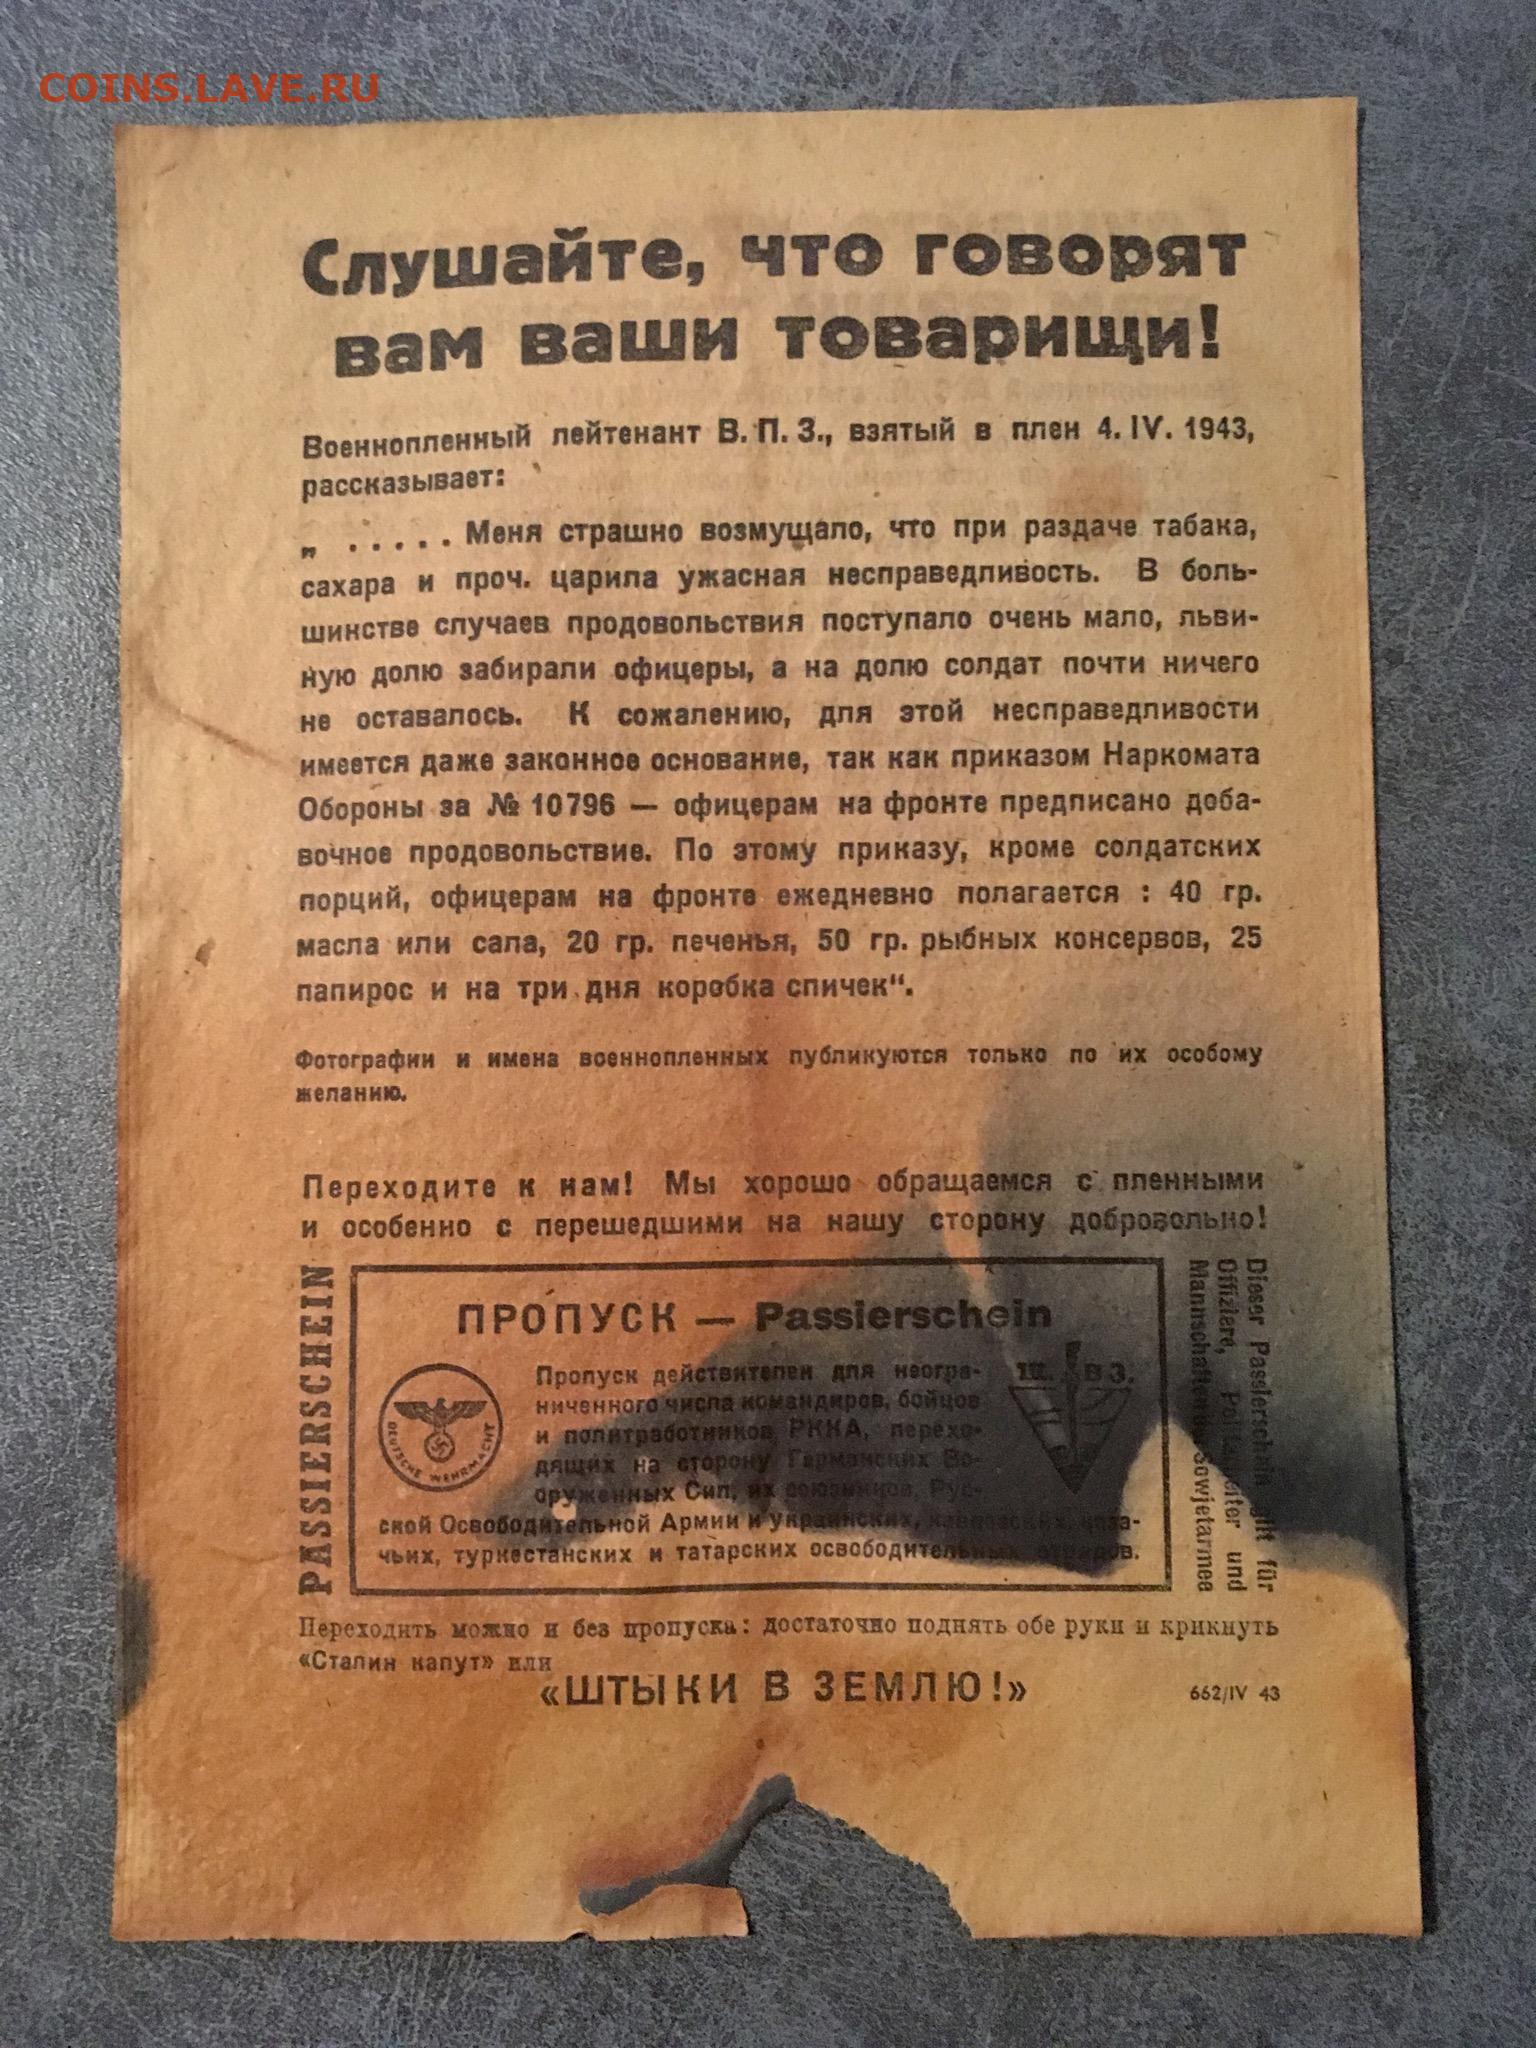 COINS.LAVE.RU
Слушайте, что говорят
вам ваши товарищи!
Военнопленный лейтенант В. П. З., взятый в плен 4. IV. 1943,
рассказывает:
„ . . . . . Меня страшно возмущало, что при раздаче табака,
сахара и проч. царила ужасная несправедливость. В боль-
шинстве случаев продовольствия поступало очень мало, льви-
ную долю забирали офицеры, а на долю солдат почти ничего
не оставалось. К сожалению, для этой несправедливости
имеется даже законное основание, так как приказом Наркомата
Обороны за № 10796 — офицерам на фронте предписано доба-
вочное продовольствие. По этому приказу, кроме солдатских
порций, офицерам на фронте ежедневно полагается : 40 гр.
масла или сала, 20 гр. печенья, 50 гр. рыбных консервов, 25
папирос и на три дня коробка спичек“.
Фотографии и имена военнопленных публикуются только по их особому
желанию.
Переходите к нам! Мы хорошо обращаемся с пленными
и особенно с перешедшими на нашу сторону добровольно!
PASSIERSCHEIN
ПРОПУСК — Passierschein
DEUTSCHE WEHRMACHT
Пропуск действителен для неогра-
ниченного числа командиров, бойцов
и политработников РККА, перехо-
дящих на сторону Германских Во-
оруженных Сил, их союзников, Рус-
ской Освободительной Армии и украинских, кавказских, каза-
чьих, туркестанских и татарских освободительных отрядов.
Ш. В З.
Dieser Passierschein gilt für
Offiziere, Politarbeiter und
Mannschaften Sowjetarmee
Переходить можно и без пропуска: достаточно поднять обе руки и крикнуть
«Сталин капут» или
«ШТЫКИ В ЗЕМЛЮ!»
662/IV 43